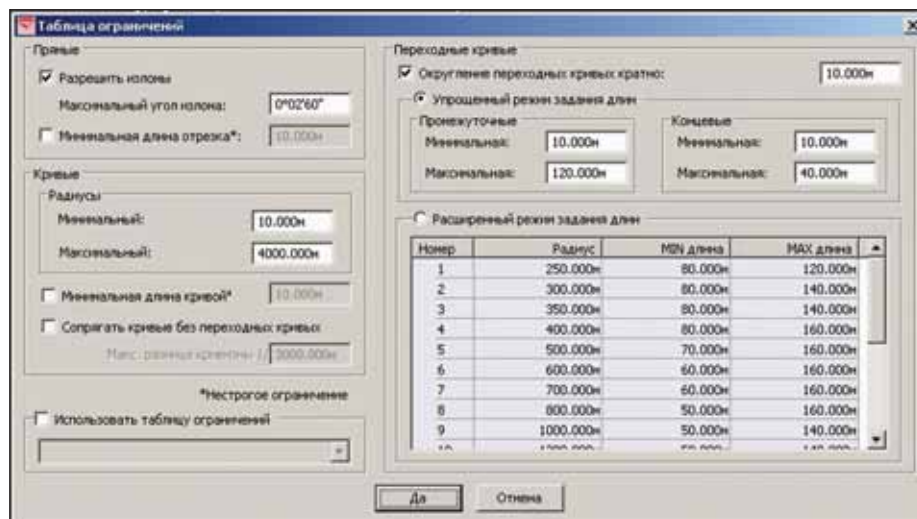 Таблица ограничений
Прямые
Разрешить изломы
Максимальный угол излома: 0°02'60"
Минимальная длина отрезка*: 10.000м
Кривые
Радиусы
Минимальный: 10.000м
Максимальный: 4000.000м
Минимальная длина кривой* 10.000м
Сопрягать кривые без переходных кривых
Макс. разница кривизны 1/ 3000.000м
*Нестрогое ограничение
Использовать таблицу ограничений
Переходные кривые
Округление переходных кривых кратно: 10.000м
Упрощенный режим задания длин
Промежуточные
Минимальная: 10.000м
Максимальная: 120.000м
Концевые
Минимальная: 10.000м
Максимальная: 40.000м
Расширенный режим задания длин
Номер Радиус MIN длина MAX длина
1 250.000м 80.000м 120.000м
2 300.000м 80.000м 140.000м
3 350.000м 80.000м 140.000м
4 400.000м 80.000м 160.000м
5 500.000м 70.000м 160.000м
6 600.000м 60.000м 160.000м
7 700.000м 60.000м 160.000м
8 800.000м 50.000м 160.000м
9 1000.000м 50.000м 140.000м
Да Отмена